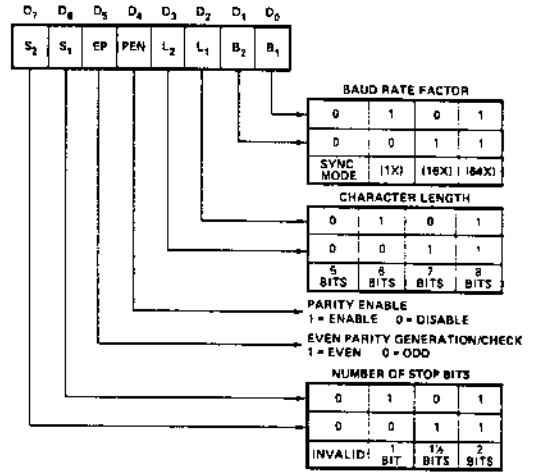 D7 D6 D5 D4 D3 D2 D1 D0
S2 S1 EP PEN L2 L1 B2 B1
BAUD RATE FACTOR
0 1 0 1
0 0 1 1
SYNC MODE (1X) (16X) (64X)
CHARACTER LENGTH
0 1 0 1
0 0 1 1
5 BITS 6 BITS 7 BITS 8 BITS
PARITY ENABLE
1 = ENABLE 0 = DISABLE
EVEN PARITY GENERATION/CHECK
1 = EVEN 0 = ODD
NUMBER OF STOP BITS
0 1 0 1
0 0 1 1
INVALID 1 BIT 1½ BITS 2 BITS